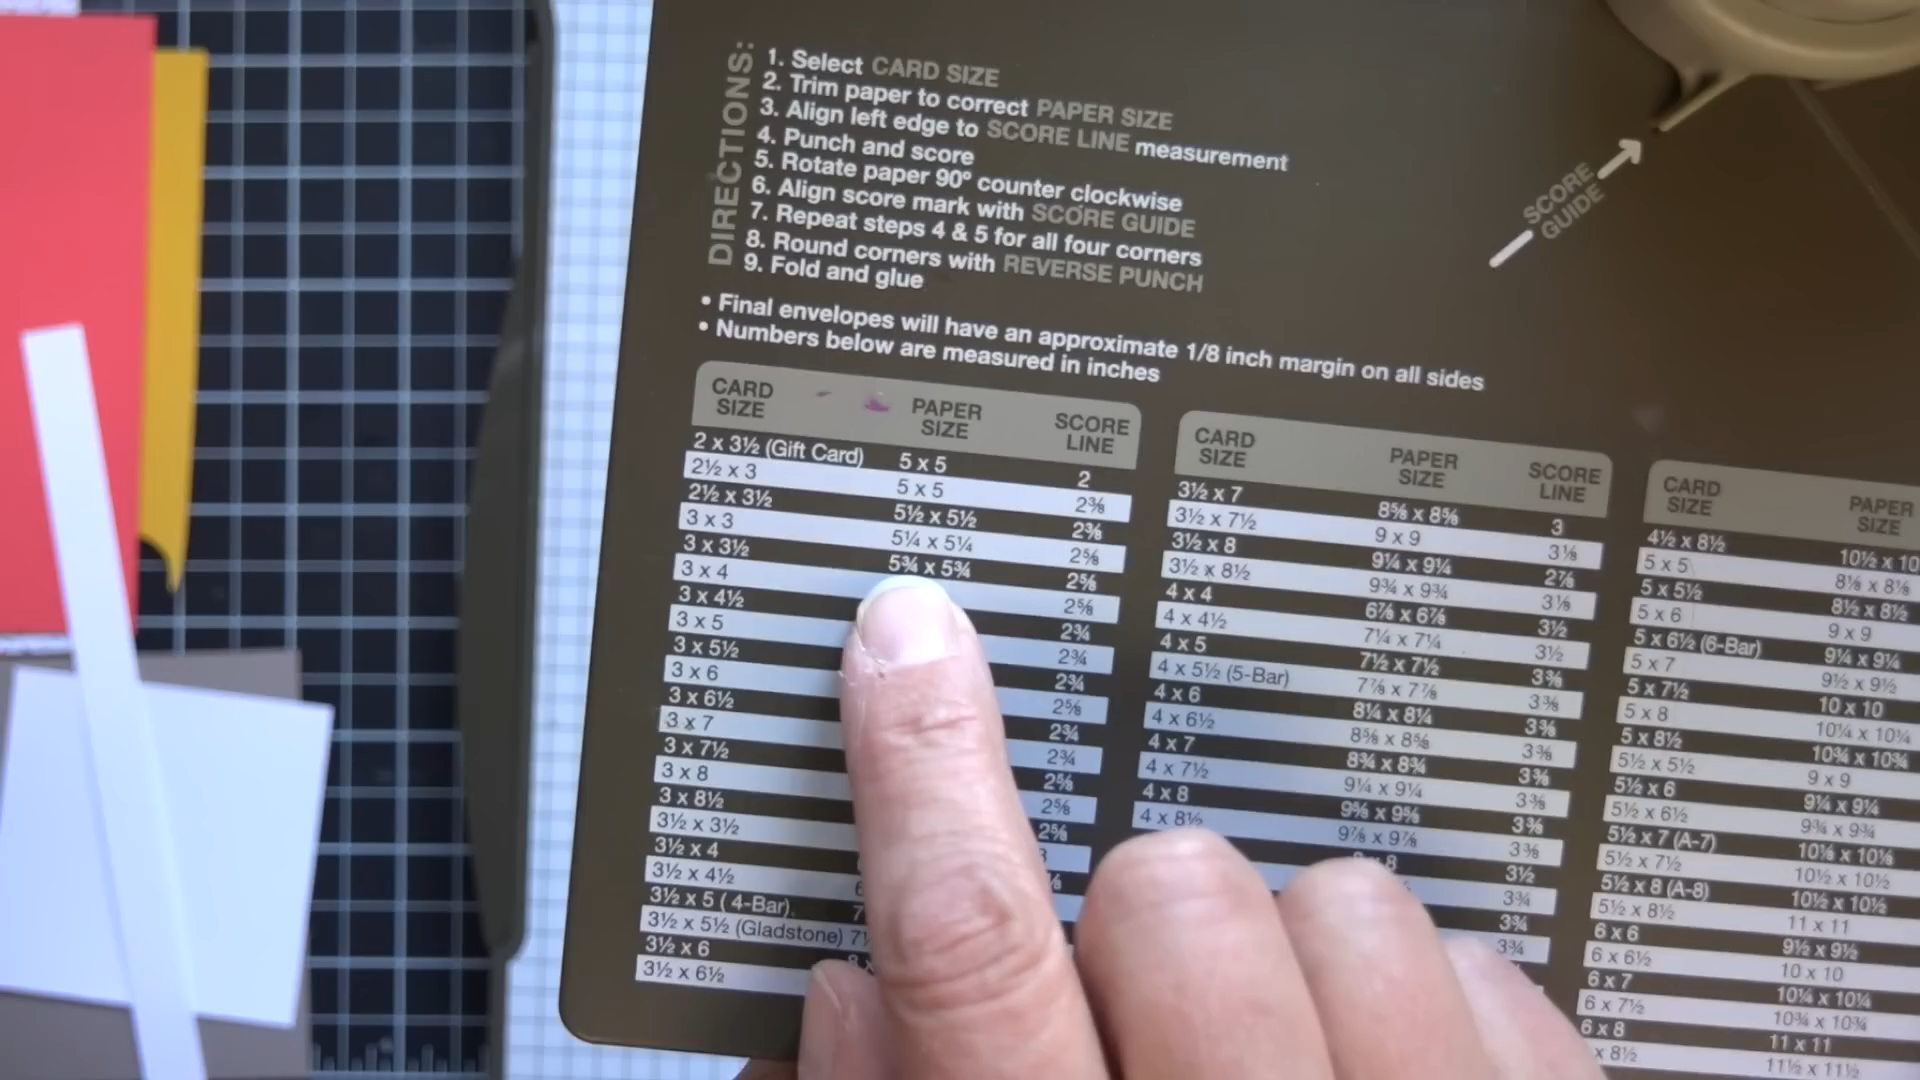 DIRECTIONS:
1. Select CARD SIZE
2. Trim paper to correct PAPER SIZE
3. Align left edge to SCORE LINE measurement
4. Punch and score
5. Rotate paper 90º counter clockwise
6. Align score mark with SCORE GUIDE
7. Repeat steps 4 & 5 for all four corners
8. Round corners with REVERSE PUNCH
9. Fold and glue
• Final envelopes will have an approximate 1/8 inch margin on all sides
• Numbers below are measured in inches
SCORE
GUIDE
CARD SIZE PAPER SIZE SCORE LINE
2 x 3½ (Gift Card) 5 x 5 2
2½ x 3 5 x 5 2⅜
2½ x 3½ 5½ x 5½ 2⅜
3 x 3 5¼ x 5¼ 2⅝
3 x 3½ 5¾ x 5¾ 2⅝
3 x 4 2⅝
3 x 4½ 2¾
3 x 5 2¾
3 x 5½ 2¾
3 x 6 2⅝
3 x 6½ 2¾
3 x 7 2¾
3 x 7½ 2⅝
3 x 8 2⅝
3 x 8½ 2⅝
3½ x 3½
3½ x 4
3½ x 4½
3½ x 5 ( 4-Bar)
3½ x 5½ (Gladstone)
3½ x 6
3½ x 6½
CARD SIZE PAPER SIZE SCORE LINE
3½ x 7 8⅝ x 8⅝ 3
3½ x 7½ 9 x 9 3⅛
3½ x 8 9¼ x 9¼ 2⅞
3½ x 8½ 9¾ x 9¾ 3⅛
4 x 4 6⅞ x 6⅞ 3½
4 x 4½ 7¼ x 7¼ 3½
4 x 5 7½ x 7½ 3⅜
4 x 5½ (5-Bar) 7⅞ x 7⅞ 3⅜
4 x 6 8¼ x 8¼ 3⅜
4 x 6½ 8⅝ x 8⅝ 3⅜
4 x 7 8¾ x 8¾ 3⅜
4 x 7½ 9¼ x 9¼ 3⅜
4 x 8 9⅝ x 9⅝ 3⅜
4 x 8½ 9⅞ x 9⅞ 3⅜
3½
3¾
3¾
3¾
CARD SIZE PAPER SIZE
4½ x 8½ 10½ x 10
5 x 5 8⅛ x 8⅛
5 x 5½ 8½ x 8½
5 x 6 9 x 9
5 x 6½ (6-Bar) 9¼ x 9¼
5 x 7 9½ x 9½
5 x 7½ 10 x 10
5 x 8 10¼ x 10¼
5 x 8½ 10¾ x 10¾
5½ x 5½ 9 x 9
5½ x 6 9¼ x 9¼
5½ x 6½ 9¾ x 9¾
5½ x 7 (A-7) 10⅛ x 10⅛
5½ x 7½ 10½ x 10½
5½ x 8 (A-8) 10½ x 10½
5½ x 8½ 11 x 11
6 x 6 9½ x 9½
6 x 6½ 10 x 10
6 x 7 10¼ x 10¼
6 x 7½ 10¾ x 10¾
6 x 8 11 x 11
x 8½ 11½ x 11½